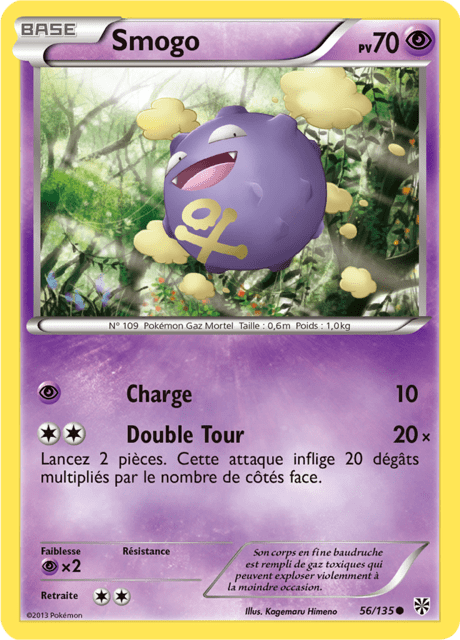 BASE
Smogo
PV70
N° 109 Pokémon Gaz Mortel Taille : 0,6m Poids : 1,0kg
Charge 10
Double Tour 20×
Lancez 2 pièces. Cette attaque inflige 20 dégâts
multipliés par le nombre de côtés face.
Faiblesse Résistance
×2
Son corps en fine baudruche
est rempli de gaz toxiques qui
peuvent exploser violemment à
la moindre occasion.
Retraite
©2013 Pokémon
Illus. Kagemaru Himeno
56/135